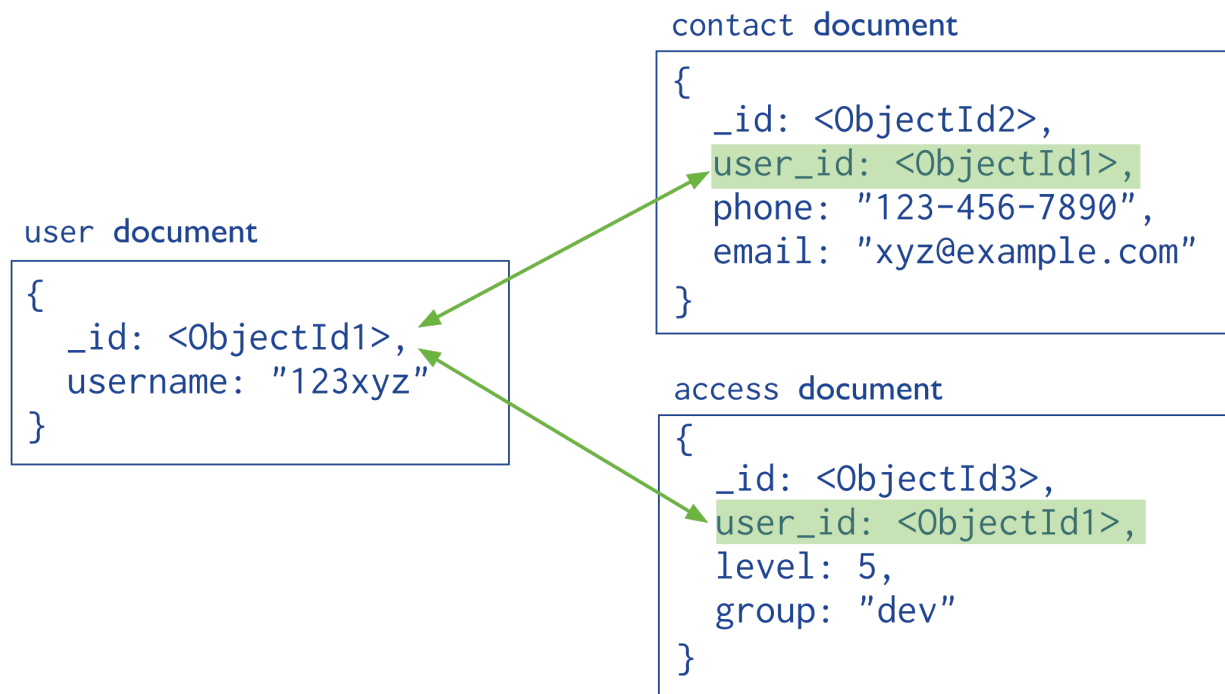 contact document
{
_id: <ObjectId2>,
user_id: <ObjectId1>,
phone: "123-456-7890",
email: "xyz@example.com"
}
user document
{
_id: <ObjectId1>,
username: "123xyz"
}
access document
{
_id: <ObjectId3>,
user_id: <ObjectId1>,
level: 5,
group: "dev"
}